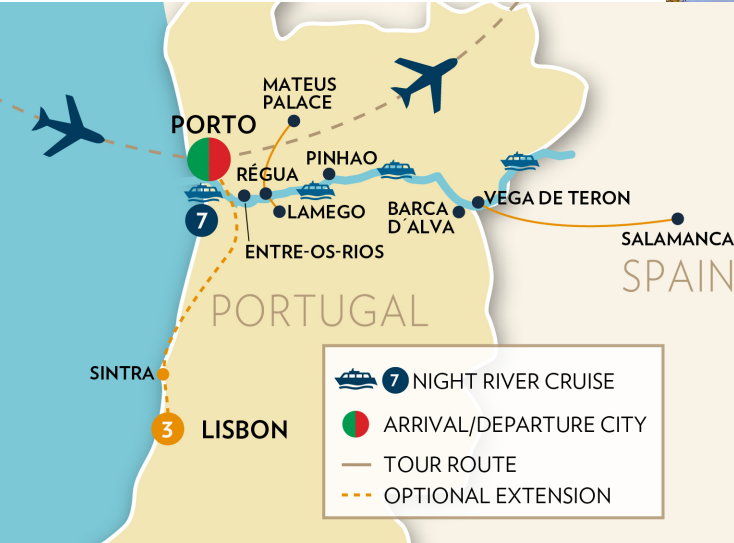 MATEUS
PALACE
PORTO
RÉGUA
PINHAO
7
LAMEGO
BARCA
D´ALVA
VEGA DE TERON
ENTRE-OS-RIOS
SALAMANCA
SPAIN
PORTUGAL
SINTRA
3
LISBON
7 NIGHT RIVER CRUISE
ARRIVAL/DEPARTURE CITY
TOUR ROUTE
OPTIONAL EXTENSION